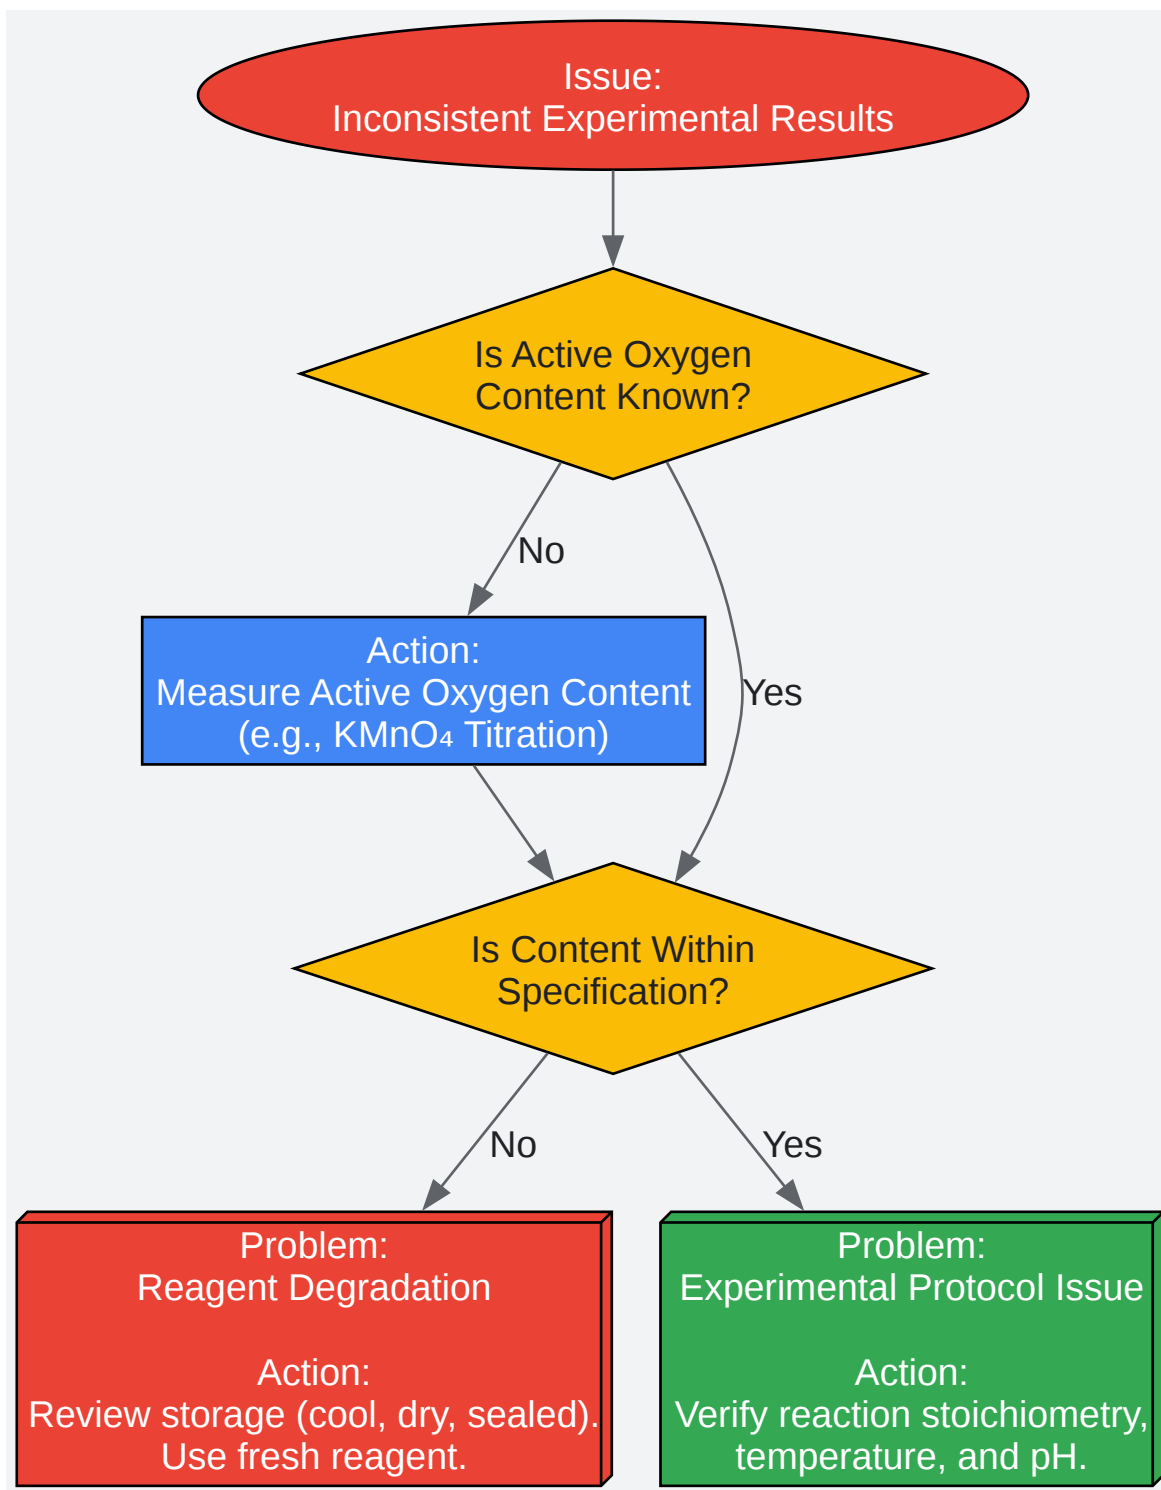 Issue:
Inconsistent Experimental Results
Is Active Oxygen
Content Known?
No
Action:
Measure Active Oxygen Content
(e.g., KMnO₄ Titration)
Yes
Is Content Within
Specification?
No
Yes
Problem:
Reagent Degradation
Action:
Review storage (cool, dry, sealed).
Use fresh reagent.
Problem:
Experimental Protocol Issue
Action:
Verify reaction stoichiometry,
temperature, and pH.